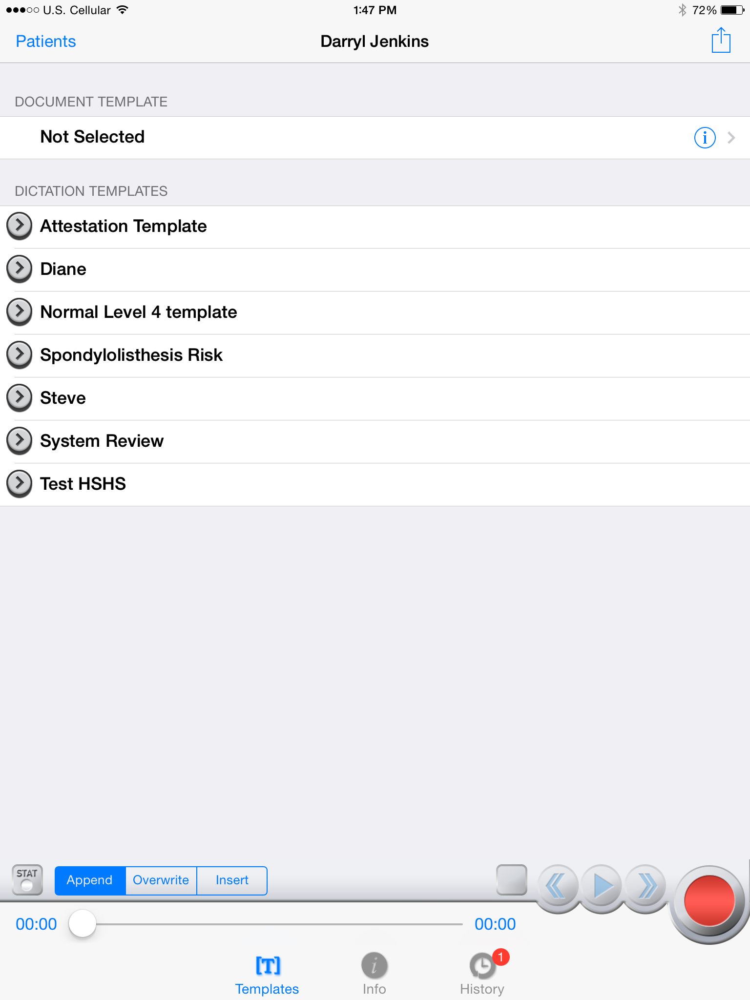 U.S. Cellular 1:47 PM 72%
Patients Darryl Jenkins
DOCUMENT TEMPLATE
Not Selected
DICTATION TEMPLATES
Attestation Template
Diane
Normal Level 4 template
Spondylolisthesis Risk
Steve
System Review
Test HSHS
STAT Append Overwrite Insert
00:00 00:00
[T] i 1
Templates Info History